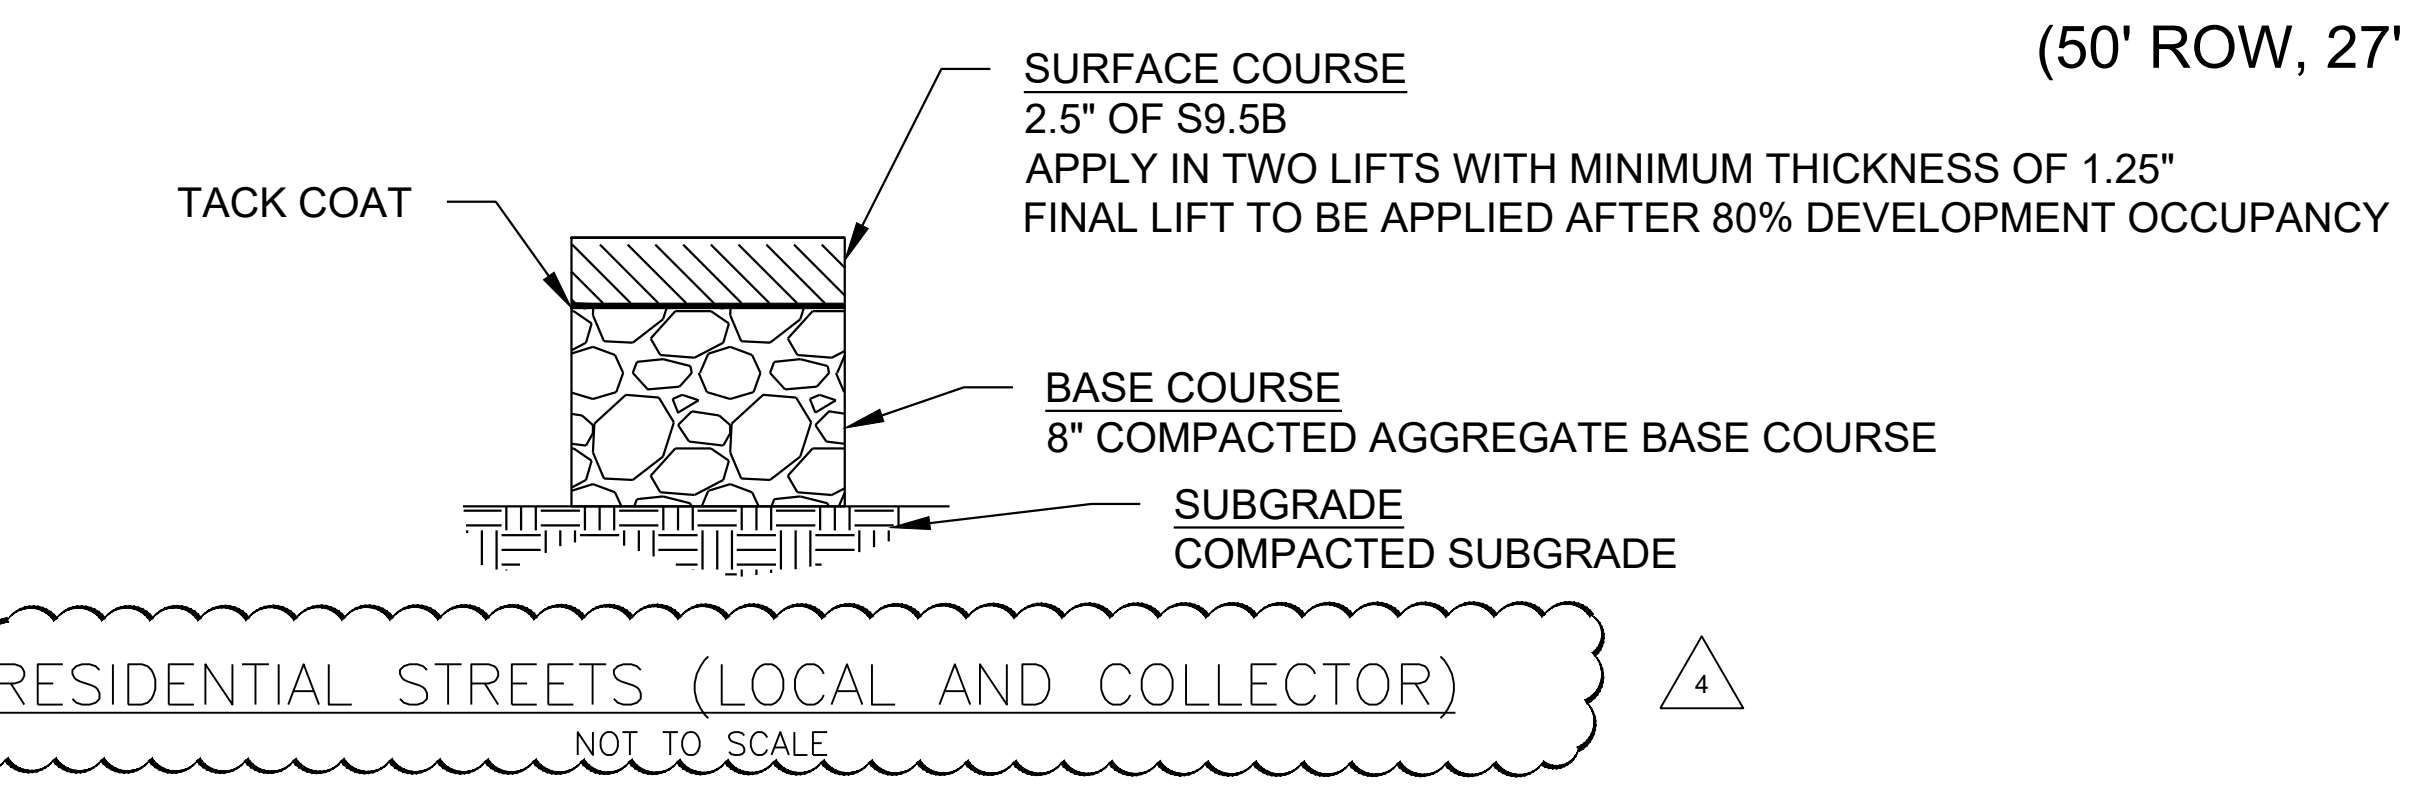 (50' ROW, 27'
SURFACE COURSE
2.5" OF S9.5B
APPLY IN TWO LIFTS WITH MINIMUM THICKNESS OF 1.25"
FINAL LIFT TO BE APPLIED AFTER 80% DEVELOPMENT OCCUPANCY
TACK COAT
BASE COURSE
8" COMPACTED AGGREGATE BASE COURSE
SUBGRADE
COMPACTED SUBGRADE
RESIDENTIAL STREETS (LOCAL AND COLLECTOR)
4
NOT TO SCALE